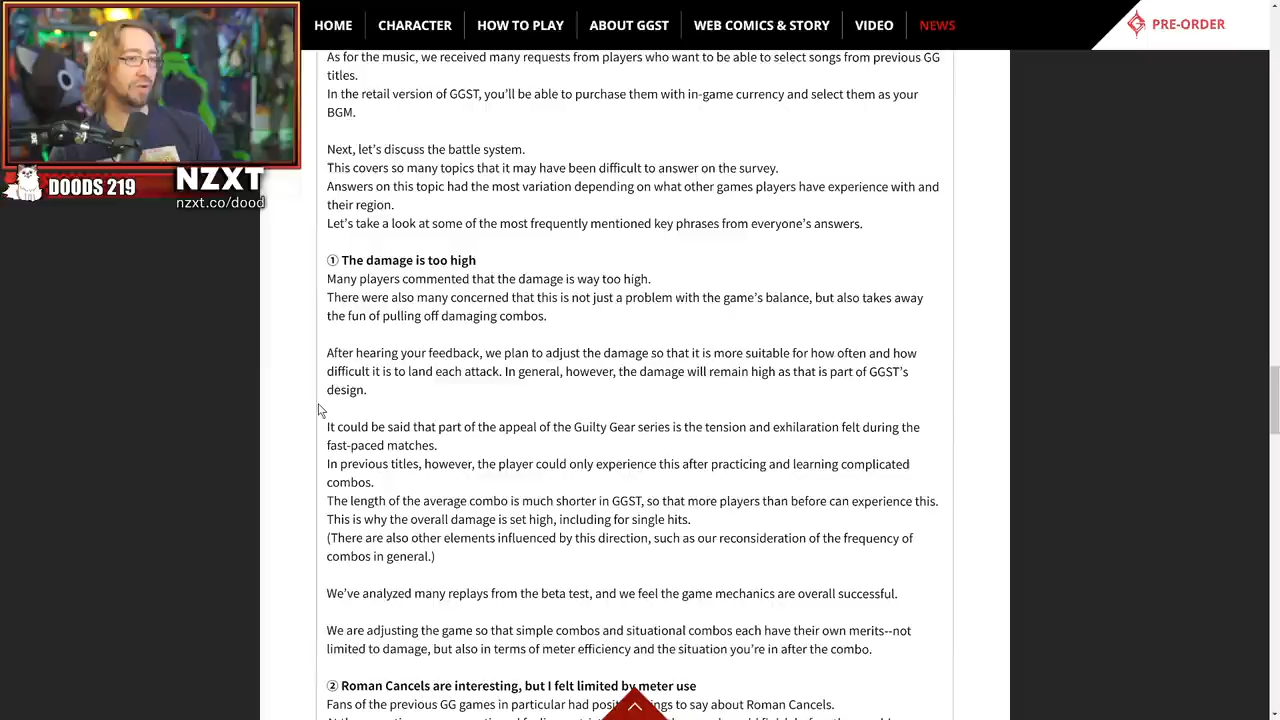 HOME
CHARACTER
HOW TO PLAY
ABOUT GGST
WEB COMICS & STORY
VIDEO
NEWS
PRE-ORDER
DOODS 219
NZXT
nzxt.co/dood
As for the music, we received many requests from players who want to be able to select songs from previous GG
titles.
In the retail version of GGST, you'll be able to purchase them with in-game currency and select them as your
BGM.
Next, let's discuss the battle system.
This covers so many topics that it may have been difficult to answer on the survey.
Answers on this topic had the most variation depending on what other games players have experience with and
their region.
Let's take a look at some of the most frequently mentioned key phrases from everyone's answers.
① The damage is too high
Many players commented that the damage is way too high.
There were also many concerned that this is not just a problem with the game's balance, but also takes away
the fun of pulling off damaging combos.
After hearing your feedback, we plan to adjust the damage so that it is more suitable for how often and how
difficult it is to land each attack. In general, however, the damage will remain high as that is part of GGST's
design.
It could be said that part of the appeal of the Guilty Gear series is the tension and exhilaration felt during the
fast-paced matches.
In previous titles, however, the player could only experience this after practicing and learning complicated
combos.
The length of the average combo is much shorter in GGST, so that more players than before can experience this.
This is why the overall damage is set high, including for single hits.
(There are also other elements influenced by this direction, such as our reconsideration of the frequency of
combos in general.)
We've analyzed many replays from the beta test, and we feel the game mechanics are overall successful.
We are adjusting the game so that simple combos and situational combos each have their own merits--not
limited to damage, but also in terms of meter efficiency and the situation you're in after the combo.
② Roman Cancels are interesting, but I felt limited by meter use
Fans of the previous GG games in particular had to say about Roman Cancels.